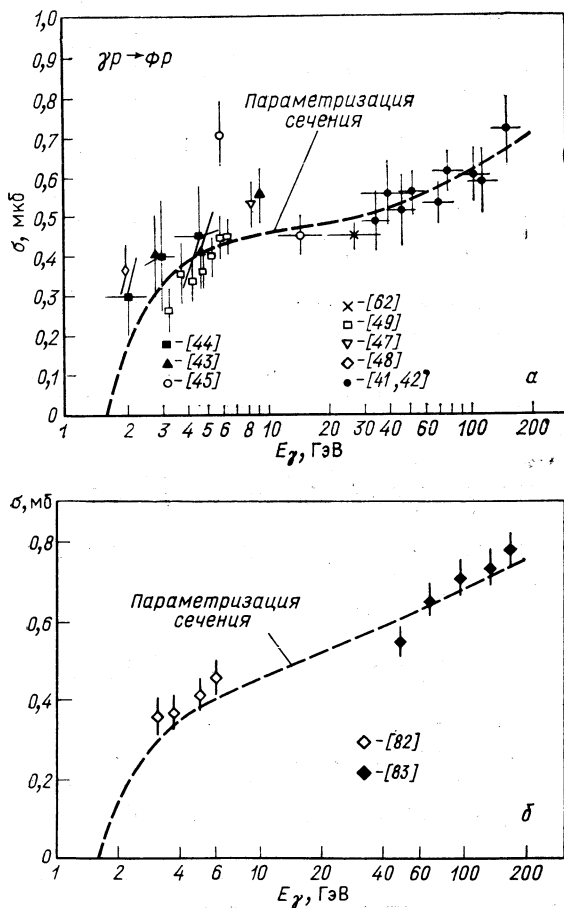 1,0
γp→φp
0,9
0,8
Параметризация
сечения
0,7
0,6
σ, мкб
0,5
0,4
0,3
×-[62]
□-[49]
0,2
■-[44]
▽-[47]
▲-[43]
◇-[48]
0,1
○-[45]
●-[41,42]
а
0
1 2 3 4 5 6 8 10 20 30 40 60 100 200
Eγ, ГэВ
σ, мб
0,8
Параметризация
сечения
0,6
0,4
◇-[82]
0,2
◆-[83]
б
0
1 2 4 6 10 20 40 60 100 200
Eγ, ГэВ